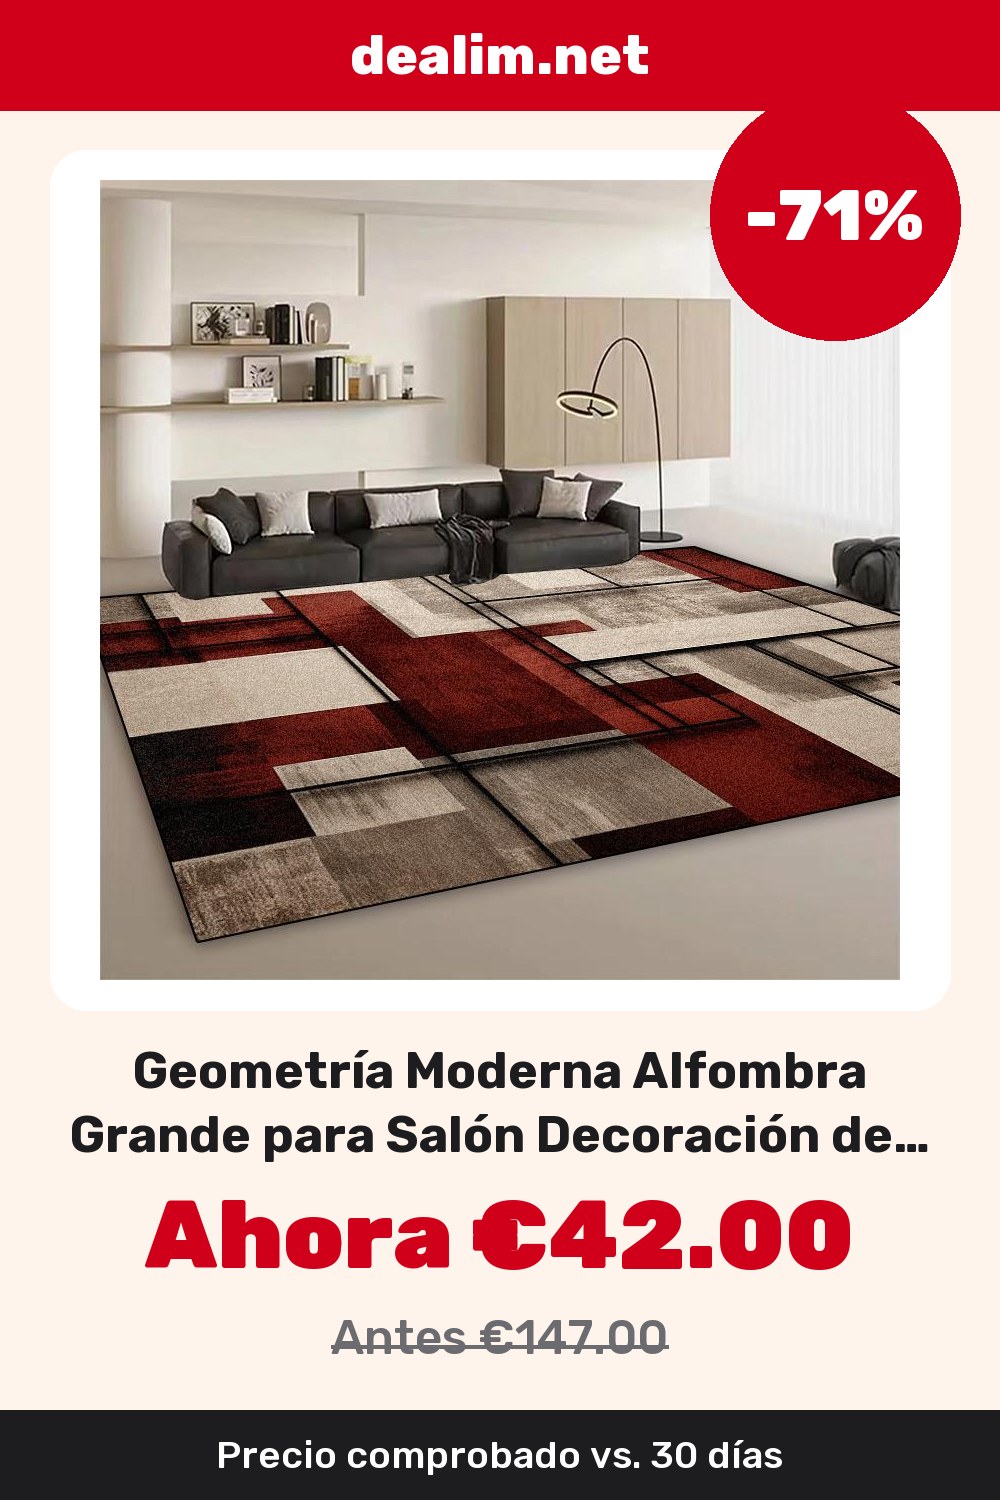 dealim.net
-71%
Geometría Moderna Alfombra
Grande para Salón Decoración de...
Ahora €42.00
Antes €147.00
Precio comprobado vs. 30 días